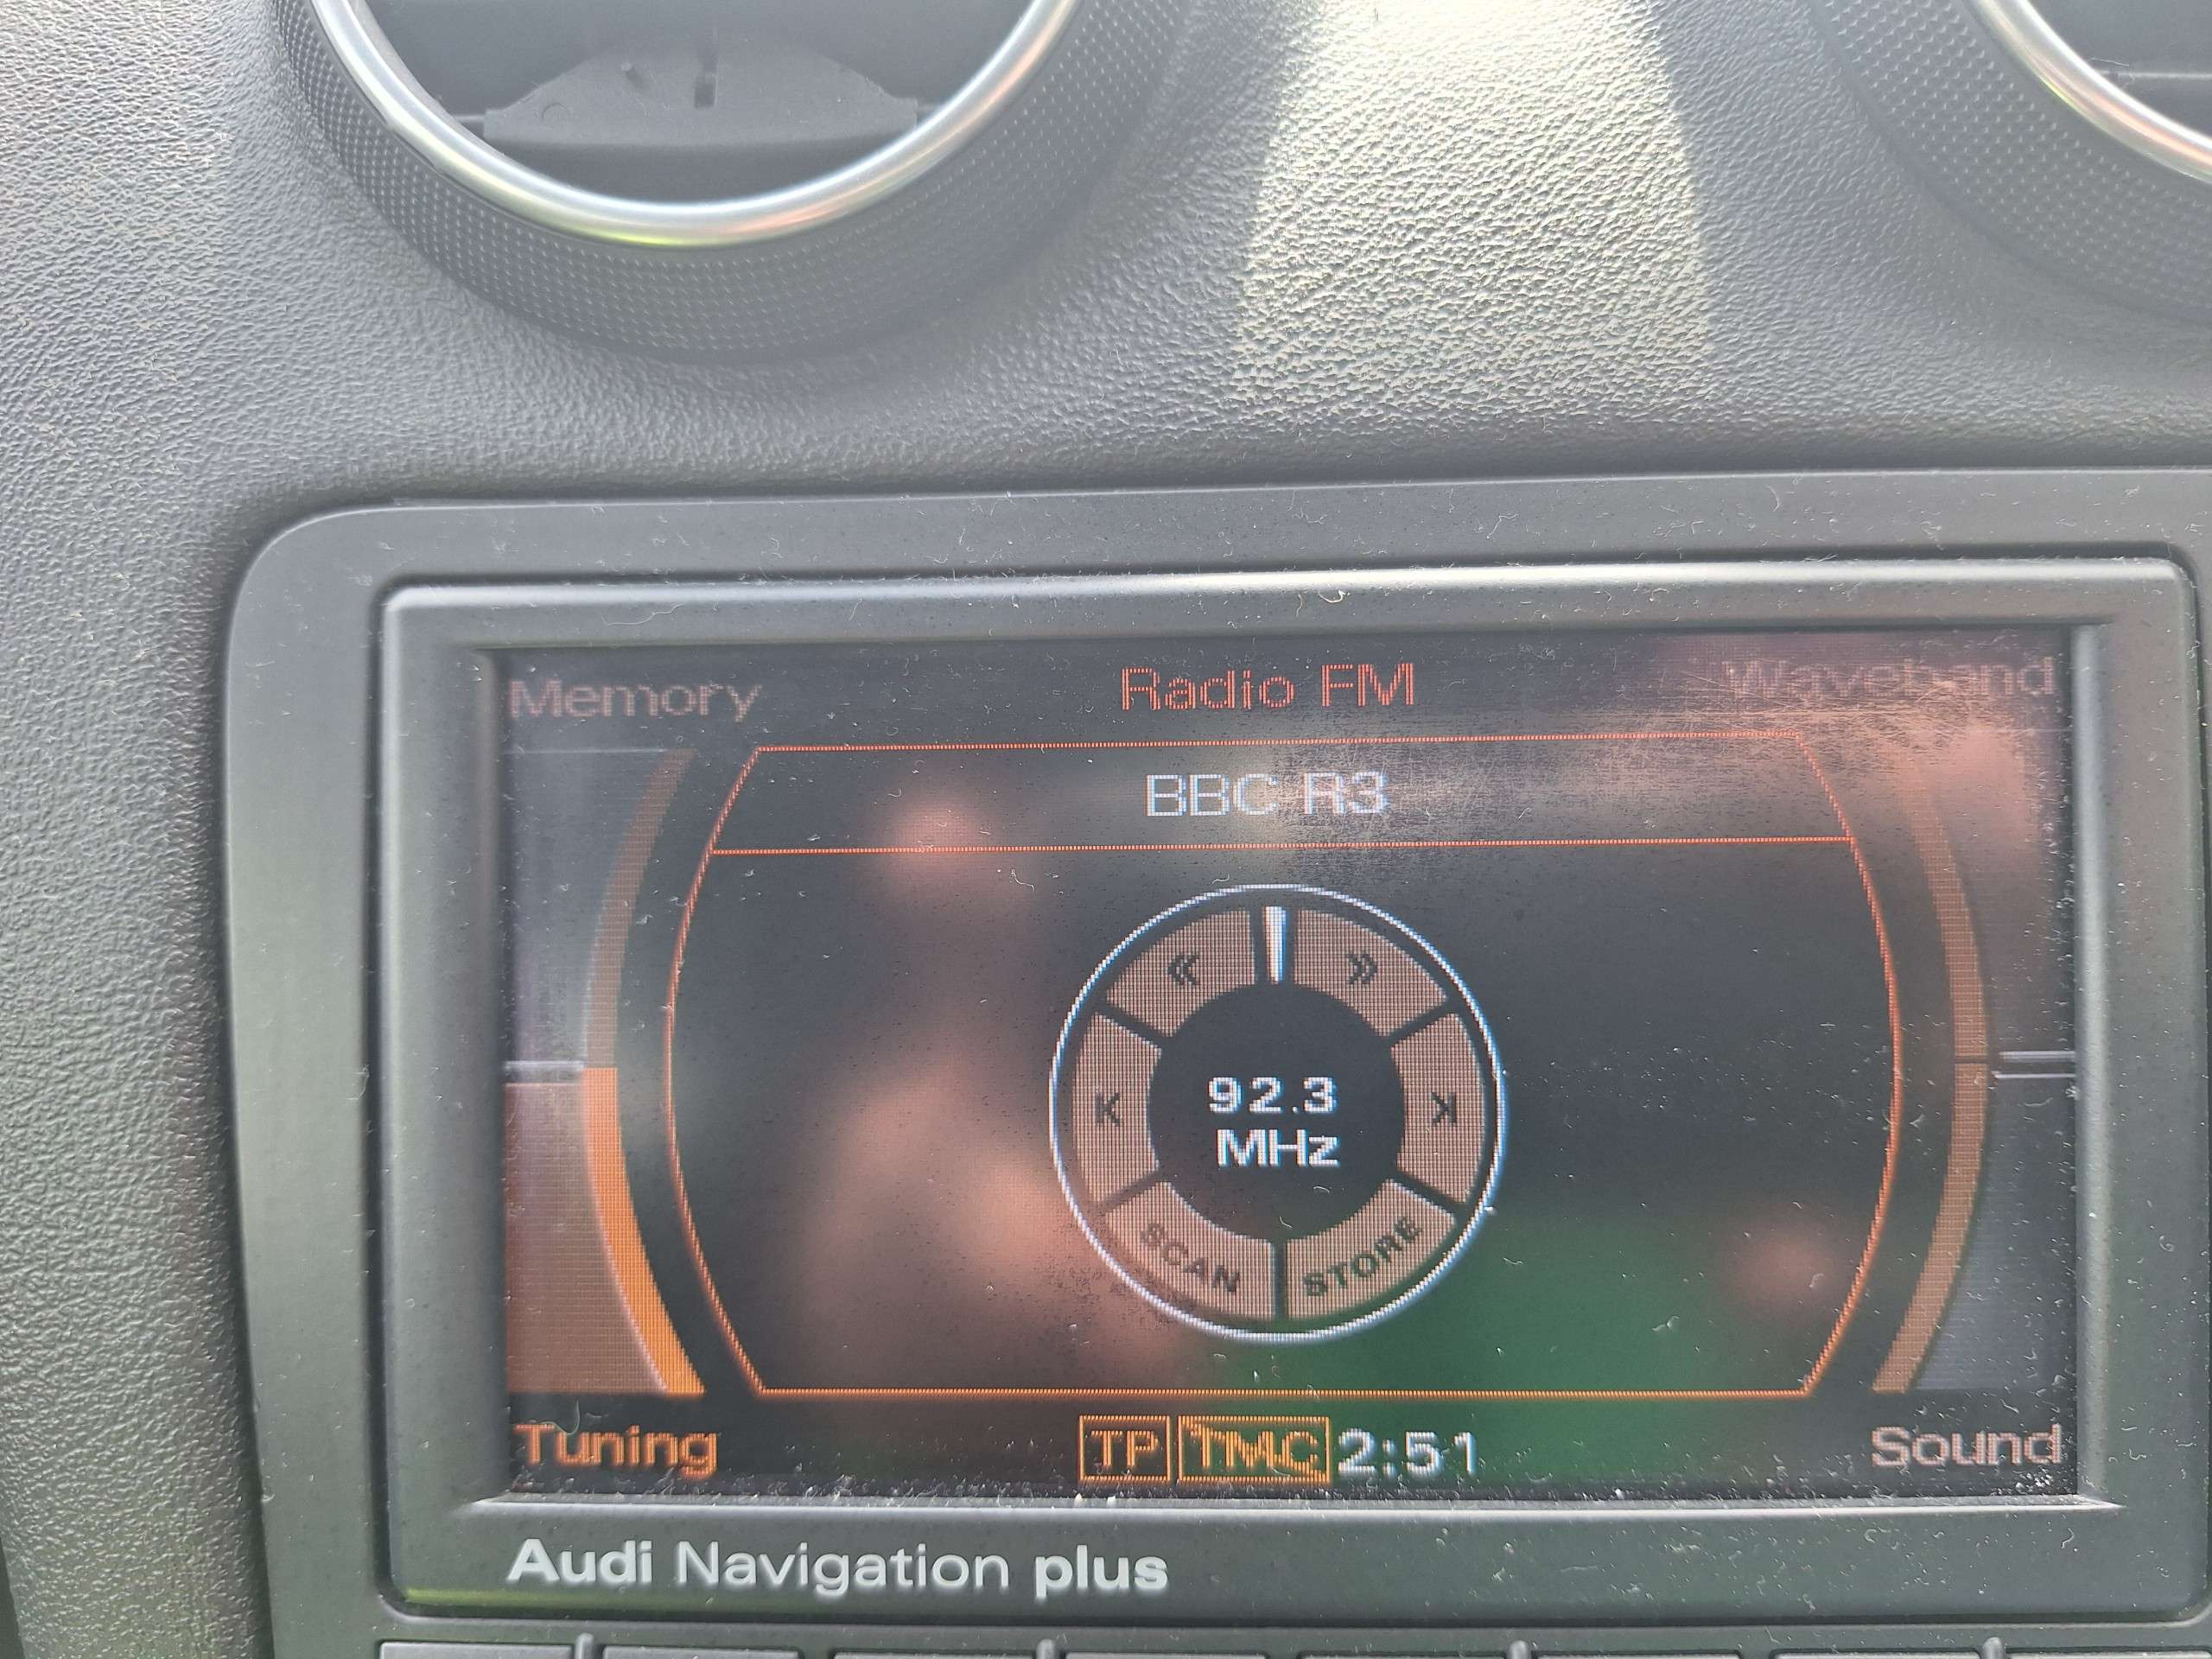 Memory
Radio FM
Waveband
BBC R3
« »
92.3
MHz
SCAN
STORE
Tuning
TP TMC 2:51
Sound
Audi Navigation plus